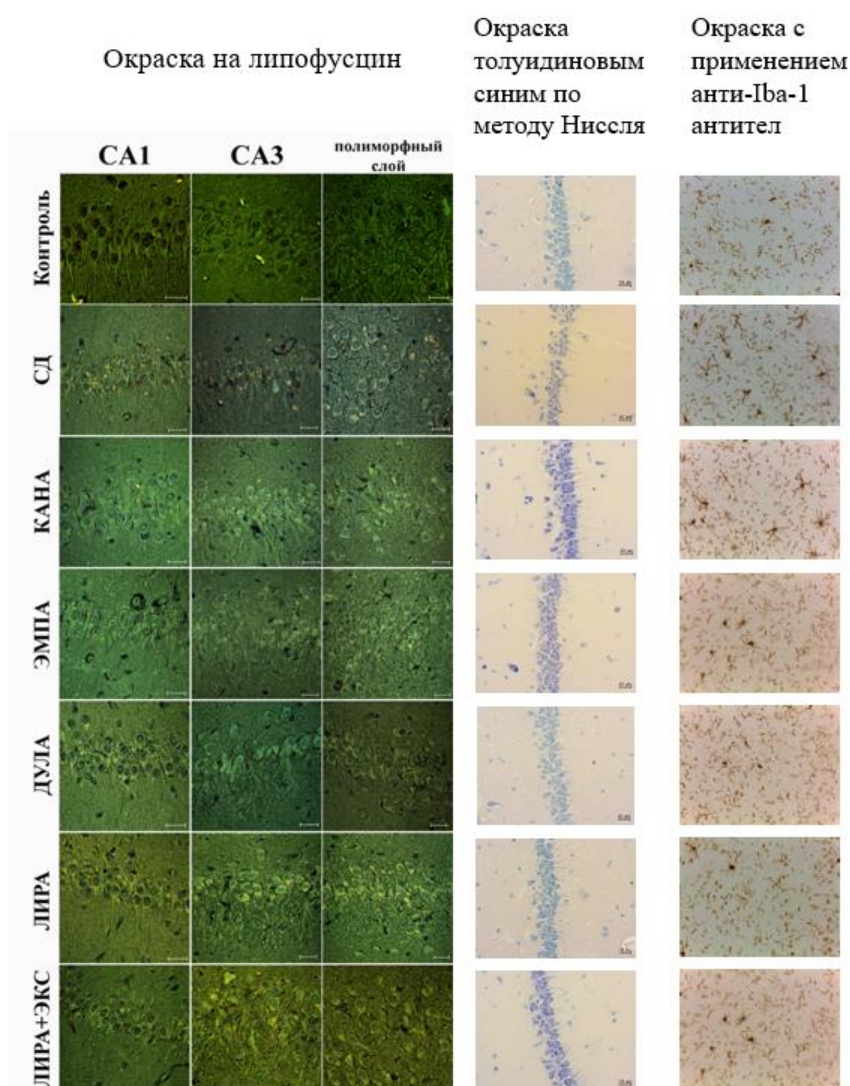 Окраска на липофусцин
Окраска
толуидиновым
синим по
методу Ниссля
Окраска с
применением
анти-Iba-1
антител
CA1
CA3
полиморфный
слой
Контроль
СД
КАНА
ЭМПА
ДУЛА
ЛИРА
ЛИРА+ЭКС